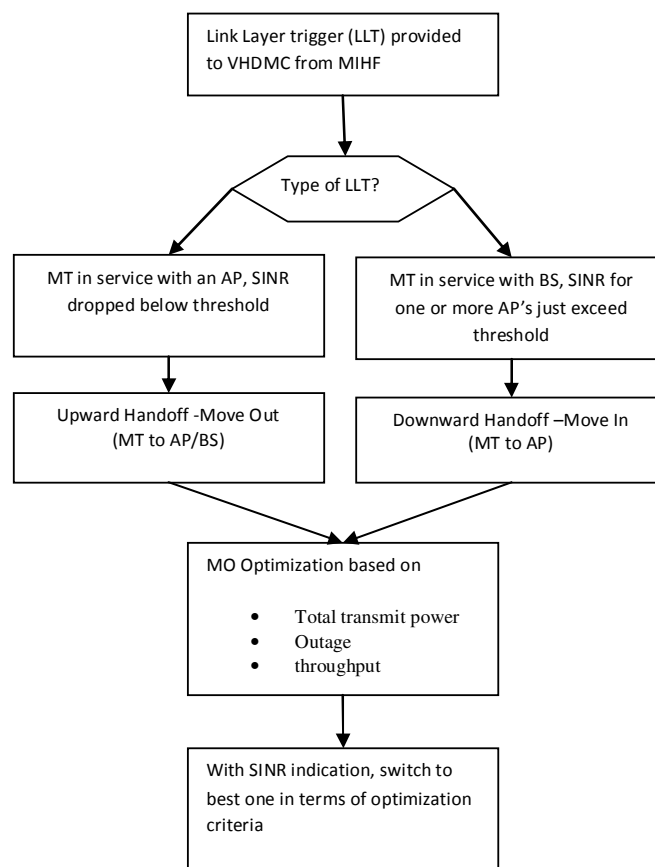 Link Layer trigger (LLT) provided
to VHDMC from MIHF
Type of LLT?
MT in service with an AP, SINR
dropped below threshold
MT in service with BS, SINR for
one or more AP’s just exceed
threshold
Upward Handoff -Move Out
(MT to AP/BS)
Downward Handoff –Move In
(MT to AP)
MO Optimization based on
• Total transmit power
• Outage
• throughput
With SINR indication, switch to
best one in terms of optimization
criteria